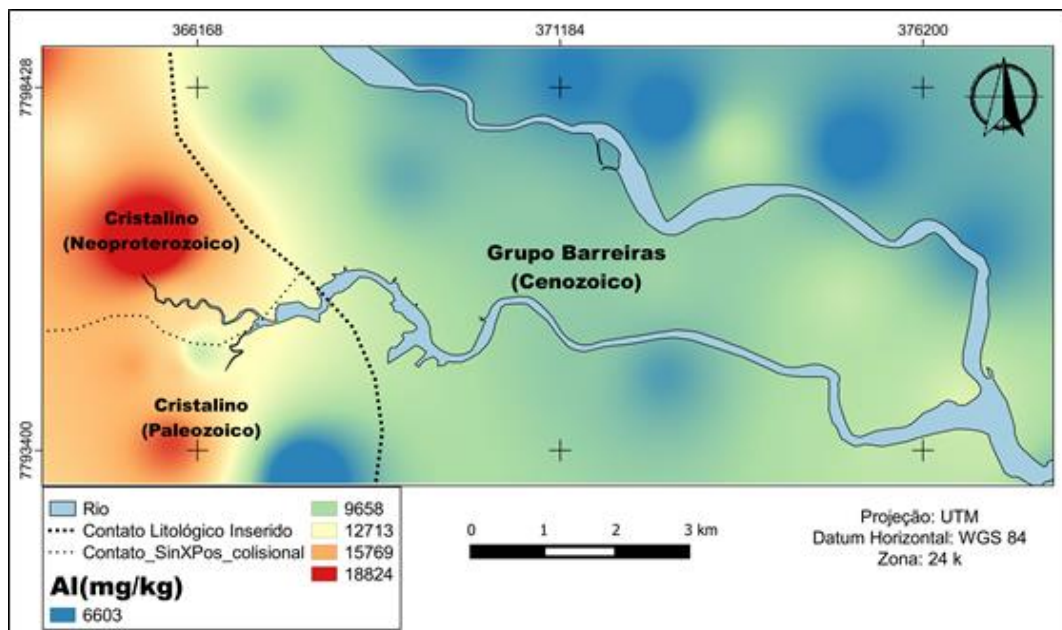 366168
371184
376200
7798428
Cristalino
(Neoproterozoico)
Grupo Barreiras
(Cenozoico)
Cristalino
(Paleozoico)
7793400
Rio
Contato Litológico Inserido
Contato_SinXPos_colisional
Al(mg/kg)
6603
9658
12713
15769
18824
0 1 2 3 km
Projeção: UTM
Datum Horizontal: WGS 84
Zona: 24 k